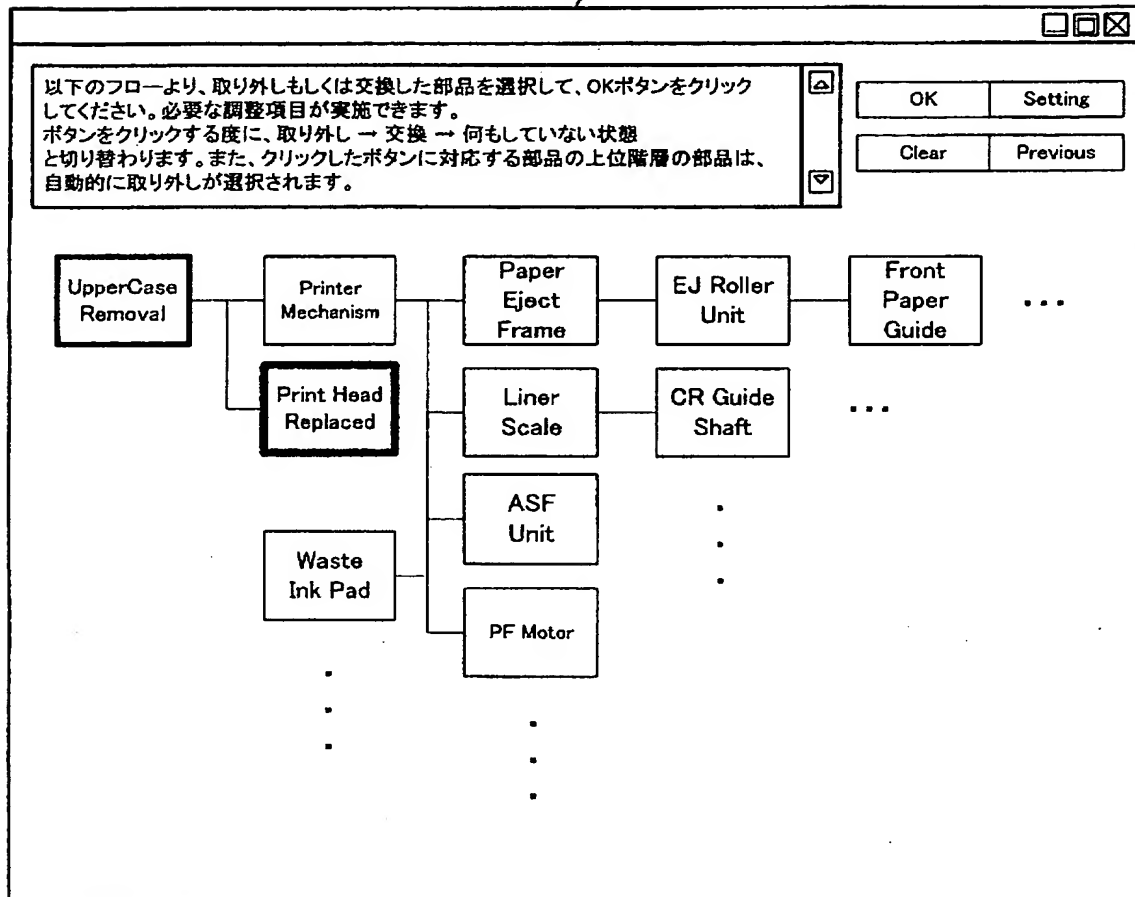 以下のフローより、取り外しもしくは交換した部品を選択して、OKボタンをクリック
してください。必要な調整項目が実施できます。
ボタンをクリックする度に、取り外し → 交換 → 何もしていない状態
と切り替わります。また、クリックしたボタンに対応する部品の上位階層の部品は、
自動的に取り外しが選択されます。
OK
Setting
Clear
Previous
UpperCase
Removal
Printer
Mechanism
Paper
Eject
Frame
EJ Roller
Unit
Front
Paper
Guide
...
Print Head
Replaced
Liner
Scale
CR Guide
Shaft
...
ASF
Unit
Waste
Ink Pad
PF Motor